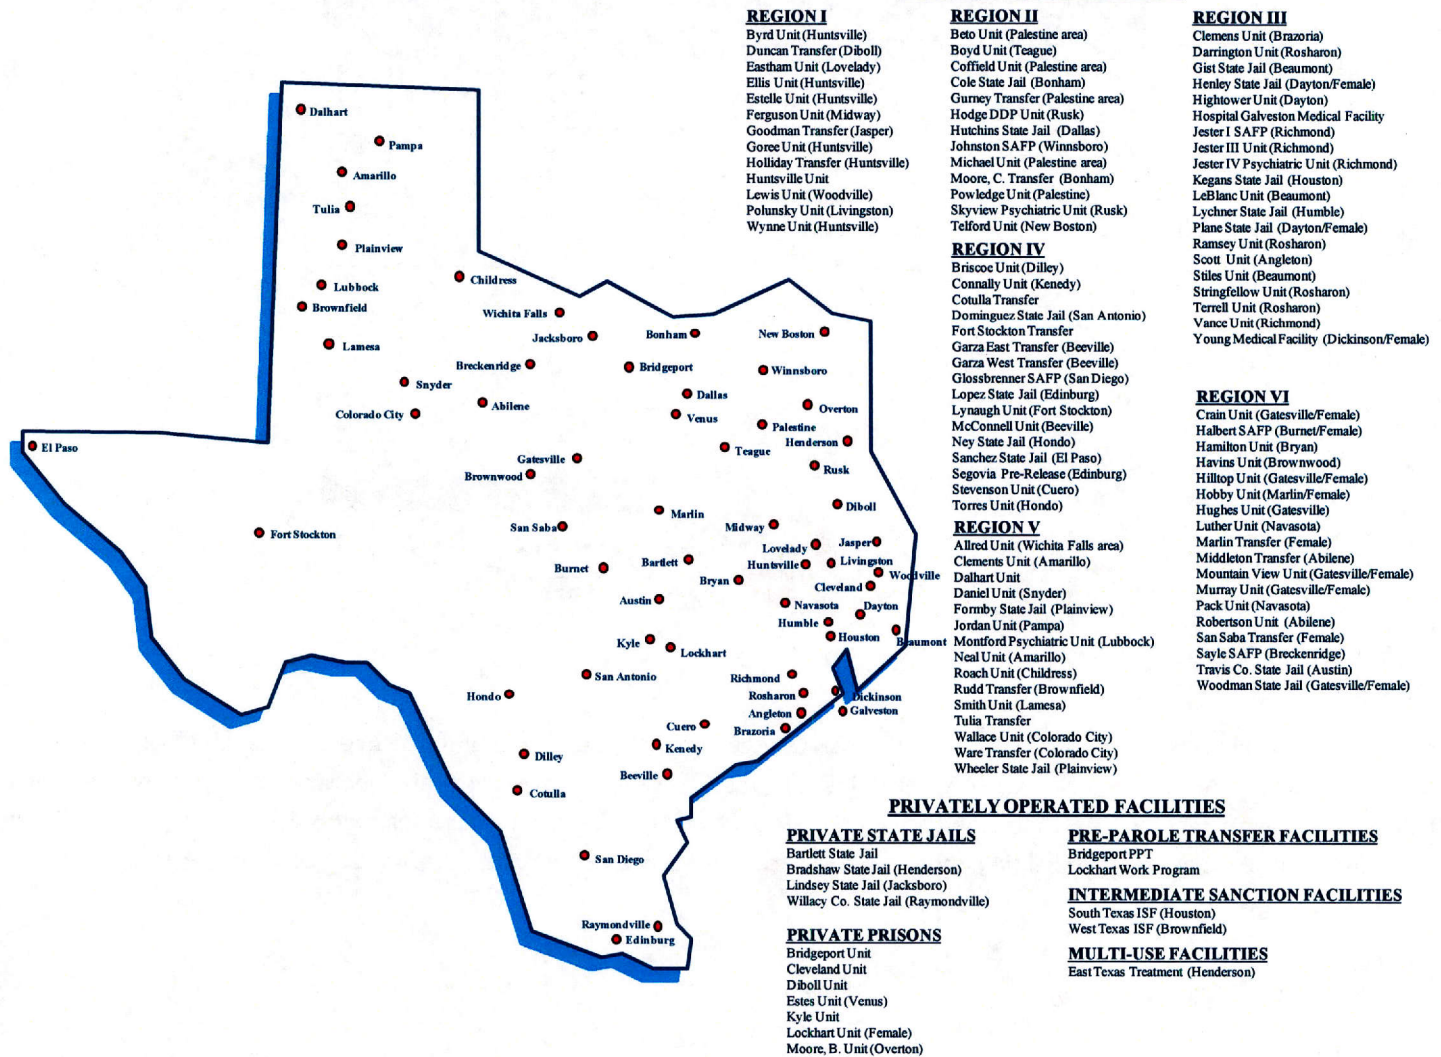 Dalhart
Pampa
Amarillo
Tulia
Plainview
Childress
Lubbock
Brownfield
Wichita Falls
Jacksboro
Bonham
New Boston
Lamesa
Breckenridge
Bridgeport
Winnsboro
Snyder
Abilene
Dallas
Colorado City
Venus
Overton
Palestine
El Paso
Teague
Henderson
Gatesville
Rusk
Brownwood
Diboll
Marlin
San Saba
Midway
Fort Stockton
Lovelady
Jasper
Burnet
Bartlett
Huntsville
Livingston
Bryan
Woodville
Cleveland
Austin
Navasota
Dayton
Humble
Kyle
Houston
Beaumont
Lockhart
San Antonio
Richmond
Hondo
Rosharon
Dickinson
Angleton
Galveston
Cuero
Brazoria
Kenedy
Dilley
Beeville
Cotulla
San Diego
Raymondville
Edinburg
REGION I
Byrd Unit (Huntsville)
Duncan Transfer (Diboll)
Eastham Unit (Lovelady)
Ellis Unit (Huntsville)
Estelle Unit (Huntsville)
Ferguson Unit (Midway)
Goodman Transfer (Jasper)
Goree Unit (Huntsville)
Holliday Transfer (Huntsville)
Huntsville Unit
Lewis Unit (Woodville)
Polunsky Unit (Livingston)
Wynne Unit (Huntsville)
REGION II
Beto Unit (Palestine area)
Boyd Unit (Teague)
Coffield Unit (Palestine area)
Cole State Jail (Bonham)
Gurney Transfer (Palestine area)
Hodge DDP Unit (Rusk)
Hutchins State Jail (Dallas)
Johnston SAFP (Winnsboro)
Michael Unit (Palestine area)
Moore, C. Transfer (Bonham)
Powledge Unit (Palestine)
Skyview Psychiatric Unit (Rusk)
Telford Unit (New Boston)
REGION III
Clemens Unit (Brazoria)
Darrington Unit (Rosharon)
Gist State Jail (Beaumont)
Henley State Jail (Dayton/Female)
Hightower Unit (Dayton)
Hospital Galveston Medical Facility
Jester I SAFP (Richmond)
Jester III Unit (Richmond)
Jester IV Psychiatric Unit (Richmond)
Kegans State Jail (Houston)
LeBlanc Unit (Beaumont)
Lychner State Jail (Humble)
Plane State Jail (Dayton/Female)
Ramsey Unit (Rosharon)
Scott Unit (Angleton)
Stiles Unit (Beaumont)
Stringfellow Unit (Rosharon)
Terrell Unit (Rosharon)
Vance Unit (Richmond)
Young Medical Facility (Dickinson/Female)
REGION IV
Briscoe Unit (Dilley)
Connally Unit (Kenedy)
Cotulla Transfer
Dominguez State Jail (San Antonio)
Fort Stockton Transfer
Garza East Transfer (Beeville)
Garza West Transfer (Beeville)
Glossbrenner SAFP (San Diego)
Lopez State Jail (Edinburg)
Lynaugh Unit (Fort Stockton)
McConnell Unit (Beeville)
Ney State Jail (Hondo)
Sanchez State Jail (El Paso)
Segovia Pre-Release (Edinburg)
Stevenson Unit (Cuero)
Torres Unit (Hondo)
REGION V
Allred Unit (Wichita Falls area)
Clements Unit (Amarillo)
Dalhart Unit
Daniel Unit (Snyder)
Formby State Jail (Plainview)
Jordan Unit (Pampa)
Montford Psychiatric Unit (Lubbock)
Neal Unit (Amarillo)
Roach Unit (Childress)
Rudd Transfer (Brownfield)
Smith Unit (Lamesa)
Tulia Transfer
Wallace Unit (Colorado City)
Ware Transfer (Colorado City)
Wheeler State Jail (Plainview)
REGION VI
Crain Unit (Gatesville/Female)
Halbert SAFP (Burnet/Female)
Hamilton Unit (Bryan)
Havins Unit (Brownwood)
Hilltop Unit (Gatesville/Female)
Hobby Unit (Marlin/Female)
Hughes Unit (Gatesville)
Luther Unit (Navasota)
Marlin Transfer (Female)
Middleton Transfer (Abilene)
Mountain View Unit (Gatesville/Female)
Murray Unit (Gatesville/Female)
Pack Unit (Navasota)
Robertson Unit (Abilene)
San Saba Transfer (Female)
Sayle SAFP (Breckenridge)
Travis Co. State Jail (Austin)
Woodman State Jail (Gatesville/Female)
PRIVATELY OPERATED FACILITIES
PRIVATE STATE JAILS
Bartlett State Jail
Bradshaw State Jail (Henderson)
Lindsey State Jail (Jacksboro)
Willacy Co. State Jail (Raymondville)
PRIVATE PRISONS
Bridgeport Unit
Cleveland Unit
Diboll Unit
Estes Unit (Venus)
Kyle Unit
Lockhart Unit (Female)
Moore, B. Unit (Overton)
PRE-PAROLE TRANSFER FACILITIES
Bridgeport PPT
Lockhart Work Program
INTERMEDIATE SANCTION FACILITIES
South Texas ISF (Houston)
West Texas ISF (Brownfield)
MULTI-USE FACILITIES
East Texas Treatment (Henderson)